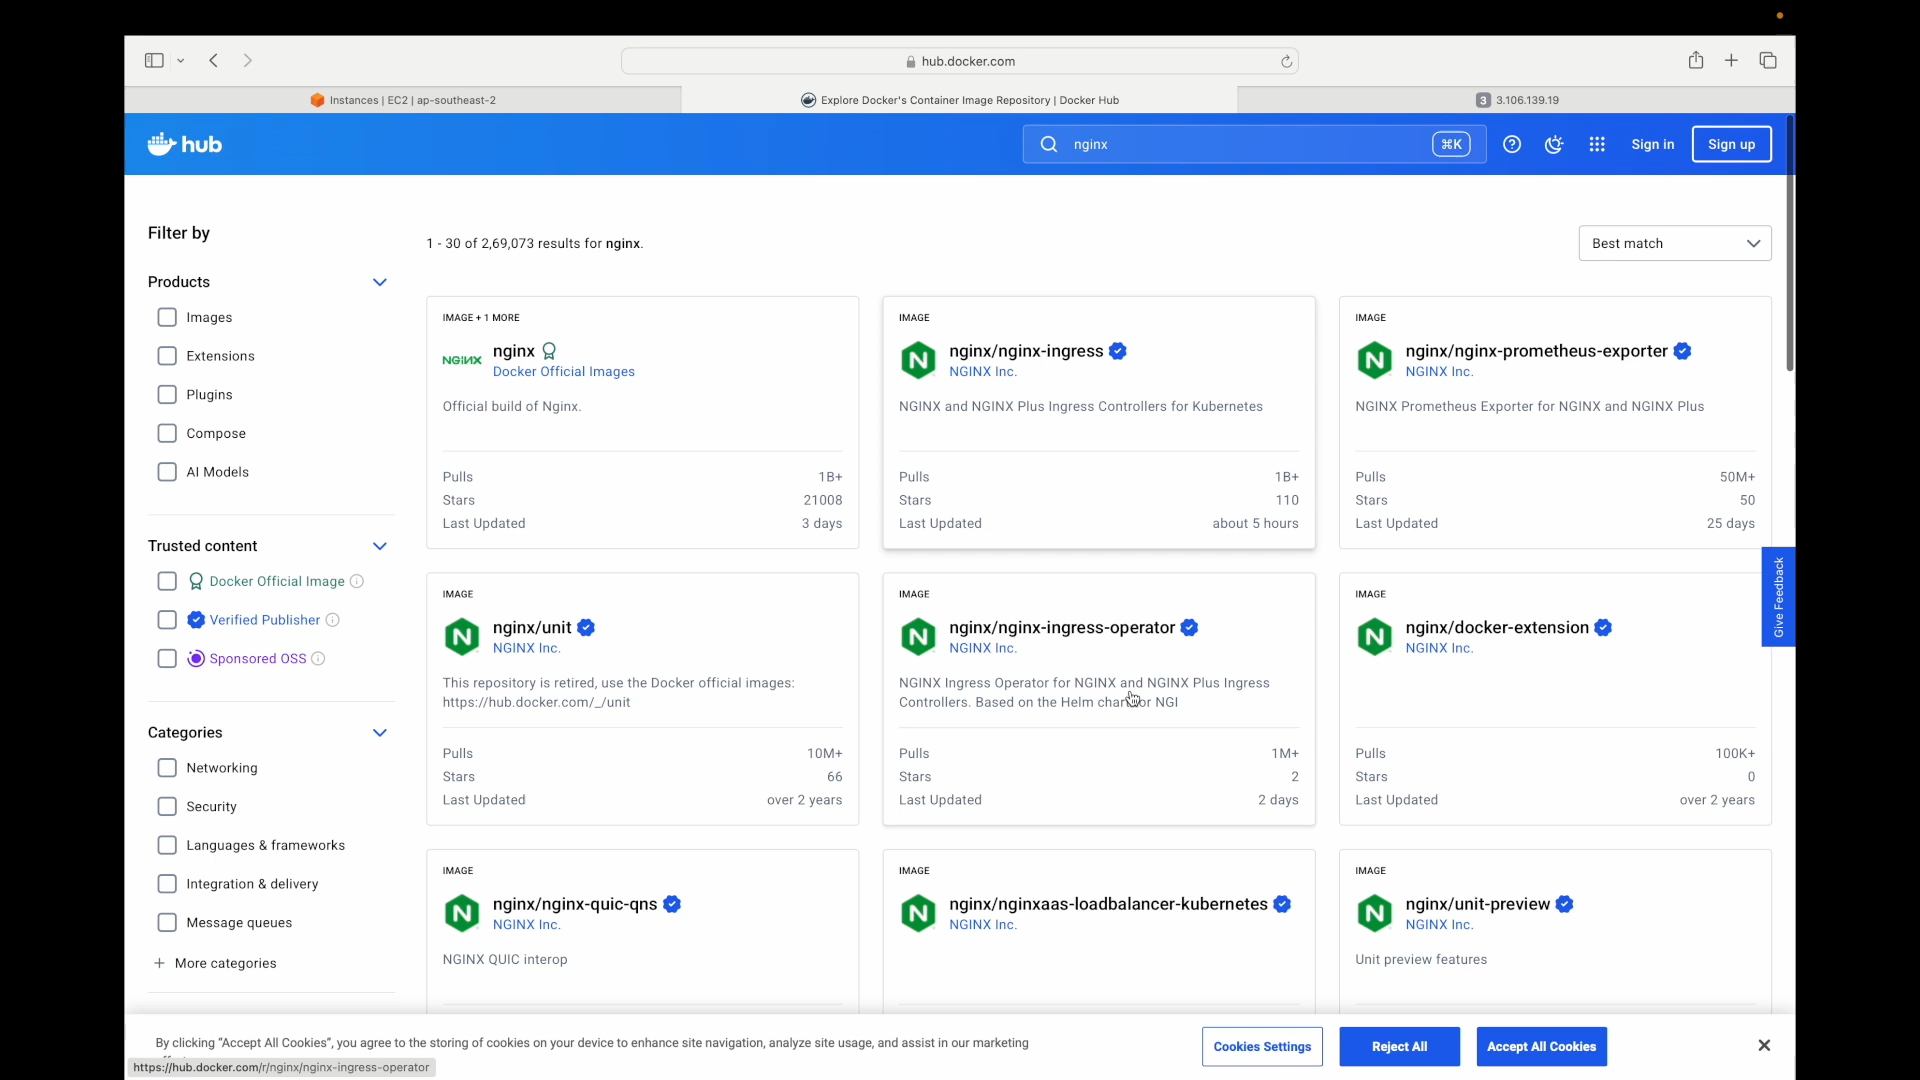 hub.docker.com
Instances | EC2 | ap-southeast-2
Explore Docker's Container Image Repository | Docker Hub
3 3.106.139.19
hub
nginx
⌘K
Sign in
Sign up
Filter by
1 - 30 of 2,69,073 results for nginx.
Best match
Products
Images
Extensions
Plugins
Compose
AI Models
Trusted content
Docker Official Image
Verified Publisher
Sponsored OSS
Categories
Networking
Security
Languages & frameworks
Integration & delivery
Message queues
+ More categories
IMAGE + 1 MORE
NGINX
nginx
Docker Official Images
Official build of Nginx.
Pulls 1B+
Stars 21008
Last Updated 3 days
IMAGE
nginx/nginx-ingress
NGINX Inc.
NGINX and NGINX Plus Ingress Controllers for Kubernetes
Pulls 1B+
Stars 110
Last Updated about 5 hours
IMAGE
nginx/nginx-prometheus-exporter
NGINX Inc.
NGINX Prometheus Exporter for NGINX and NGINX Plus
Pulls 50M+
Stars 50
Last Updated 25 days
IMAGE
nginx/unit
NGINX Inc.
This repository is retired, use the Docker official images:
https://hub.docker.com/_/unit
Pulls 10M+
Stars 66
Last Updated over 2 years
IMAGE
nginx/nginx-ingress-operator
NGINX Inc.
NGINX Ingress Operator for NGINX and NGINX Plus Ingress
Controllers. Based on the Helm chart for NGI
Pulls 1M+
Stars 2
Last Updated 2 days
IMAGE
nginx/docker-extension
NGINX Inc.
Pulls 100K+
Stars 0
Last Updated over 2 years
Give Feedback
IMAGE
nginx/nginx-quic-qns
NGINX Inc.
NGINX QUIC interop
IMAGE
nginx/nginxaas-loadbalancer-kubernetes
NGINX Inc.
IMAGE
nginx/unit-preview
NGINX Inc.
Unit preview features
By clicking "Accept All Cookies", you agree to the storing of cookies on your device to enhance site navigation, analyze site usage, and assist in our marketing
Cookies Settings
Reject All
Accept All Cookies
https://hub.docker.com/r/nginx/nginx-ingress-operator